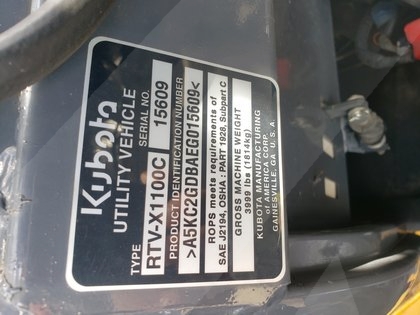 Kubota
UTILITY VEHICLE
TYPE RTV-X1100C SERIAL NO. 15609
PRODUCT IDENTIFICATION NUMBER
>A5KC2GDBAEG015609<
ROPS meets requirements of
SAE J2194, OSHA : PART 1928, Subpart C
GROSS MACHINE WEIGHT
3999 lbs (1814kg)
KUBOTA MANUFACTURING
of AMERICA CORP.
GAINESVILLE, GA. U. S. A.